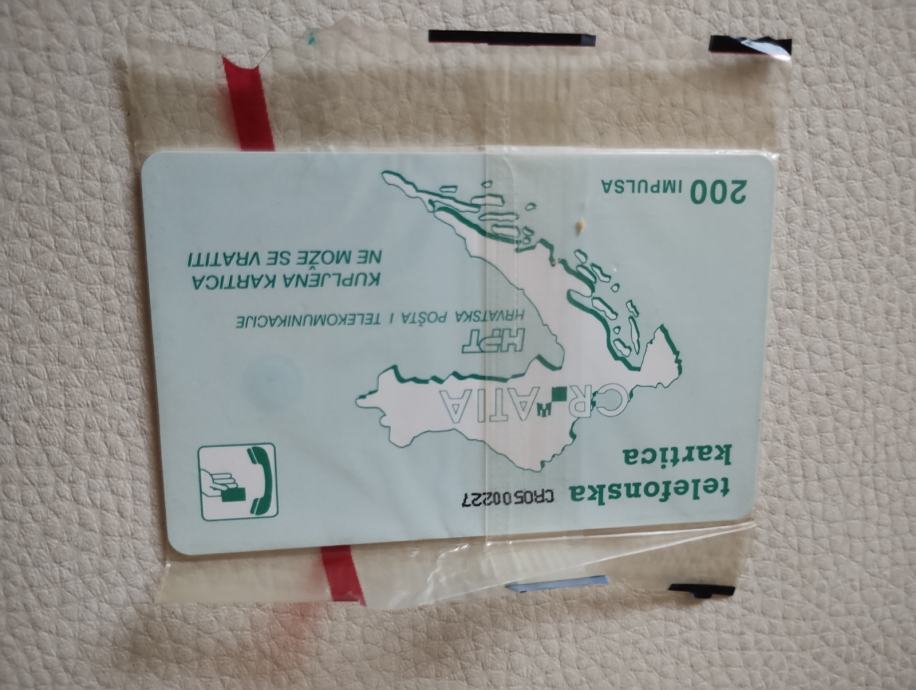 telefonska
kartica
CRO500227
CROATIA
HPT
HRVATSKA POŠTA I TELEKOMUNIKACIJE
KUPLJENA KARTICA
NE MOŽE SE VRATITI
200 IMPULSA